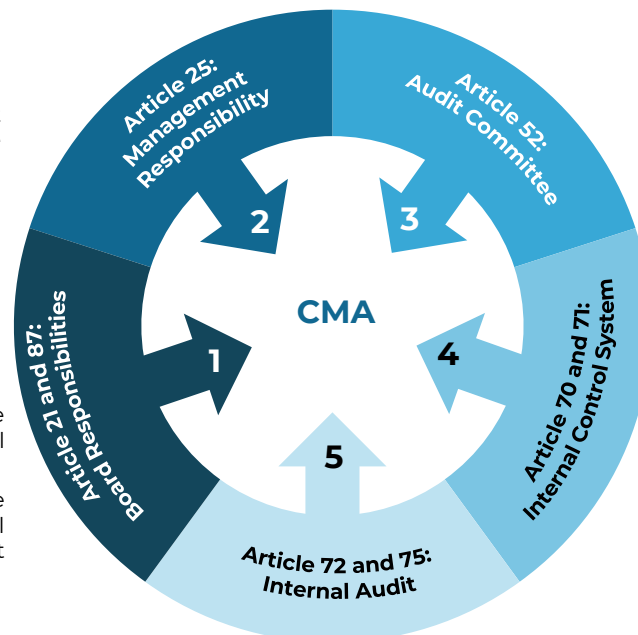 Article 25:
Management
Responsibility
2
Article 52:
Audit Committee
3
CMA
Article 21 and 87:
Board Responsibilities
1
Article 70 and 71:
Internal Control System
4
5
Article 72 and 75:
Internal Audit